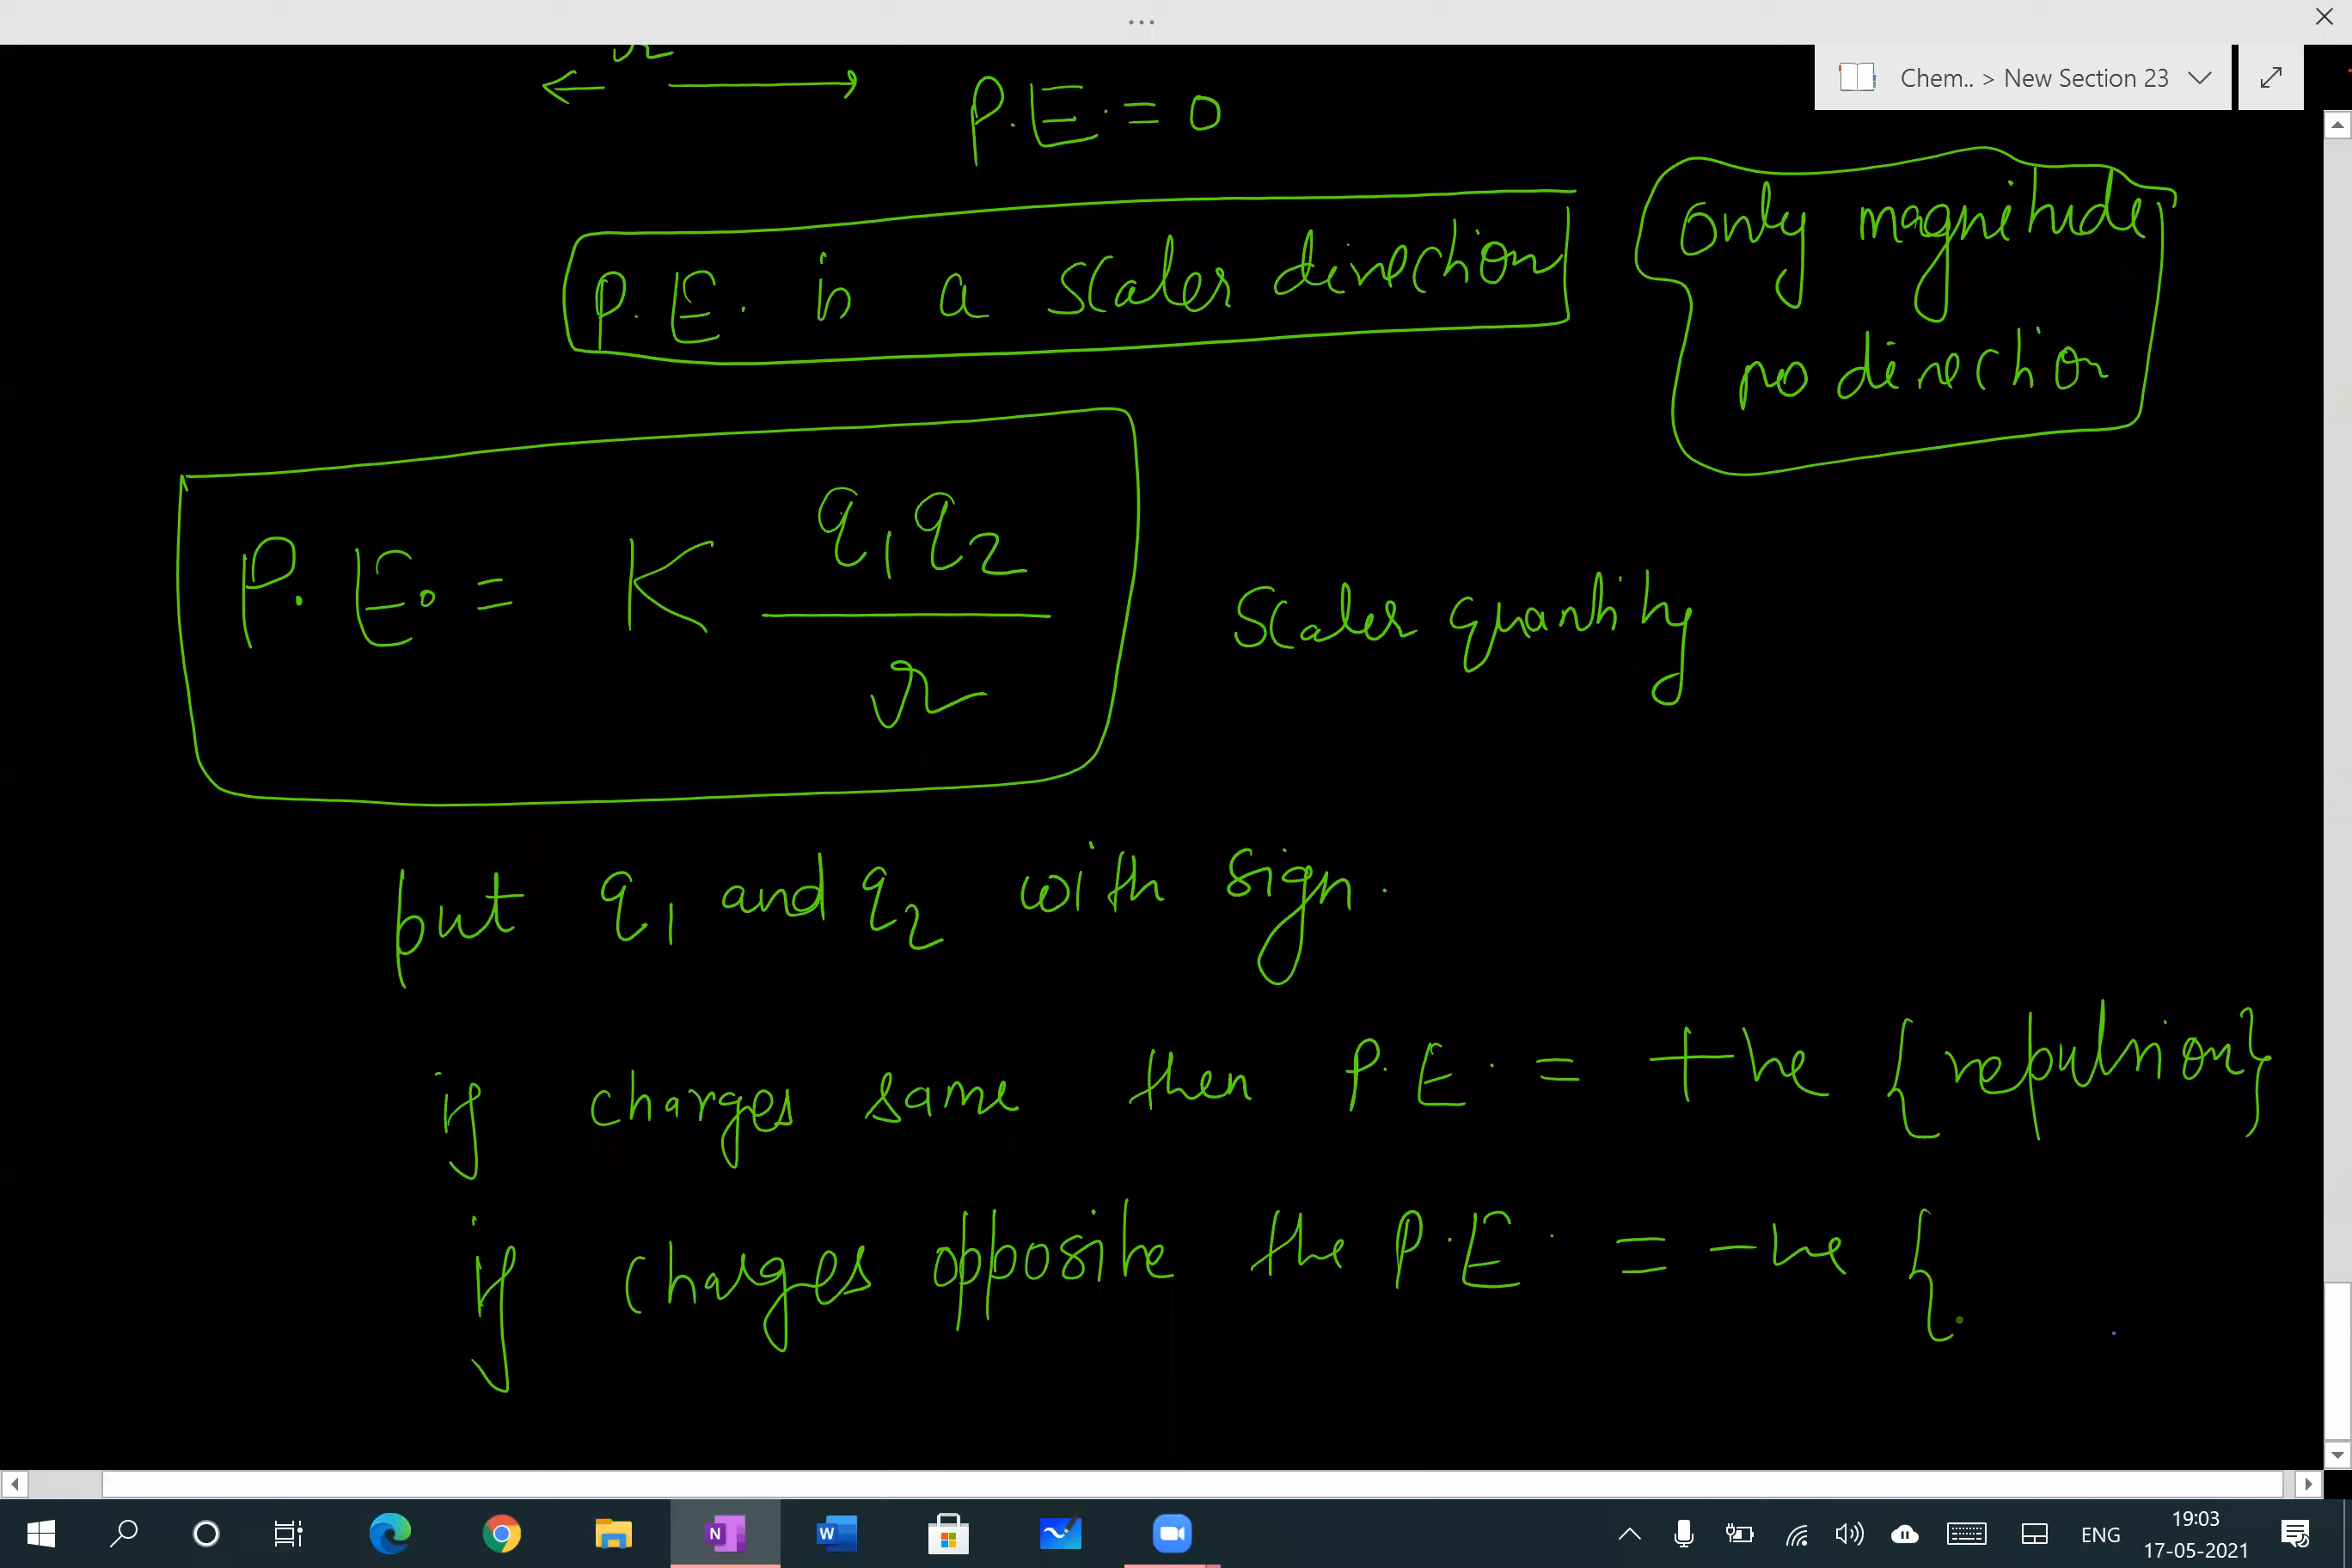 ...
Chem.. > New Section 23
r
P.E. = 0
P.E. is a scaler direction
only magnitude,
no direction
P.E. = K q1q2 / r
Scaler quantity
put q1 and q2 with sign.
if charges same then P.E. = +ve {repulsion}
if charges opposite the P.E. = -ve {
ENG
19:03
17-05-2021